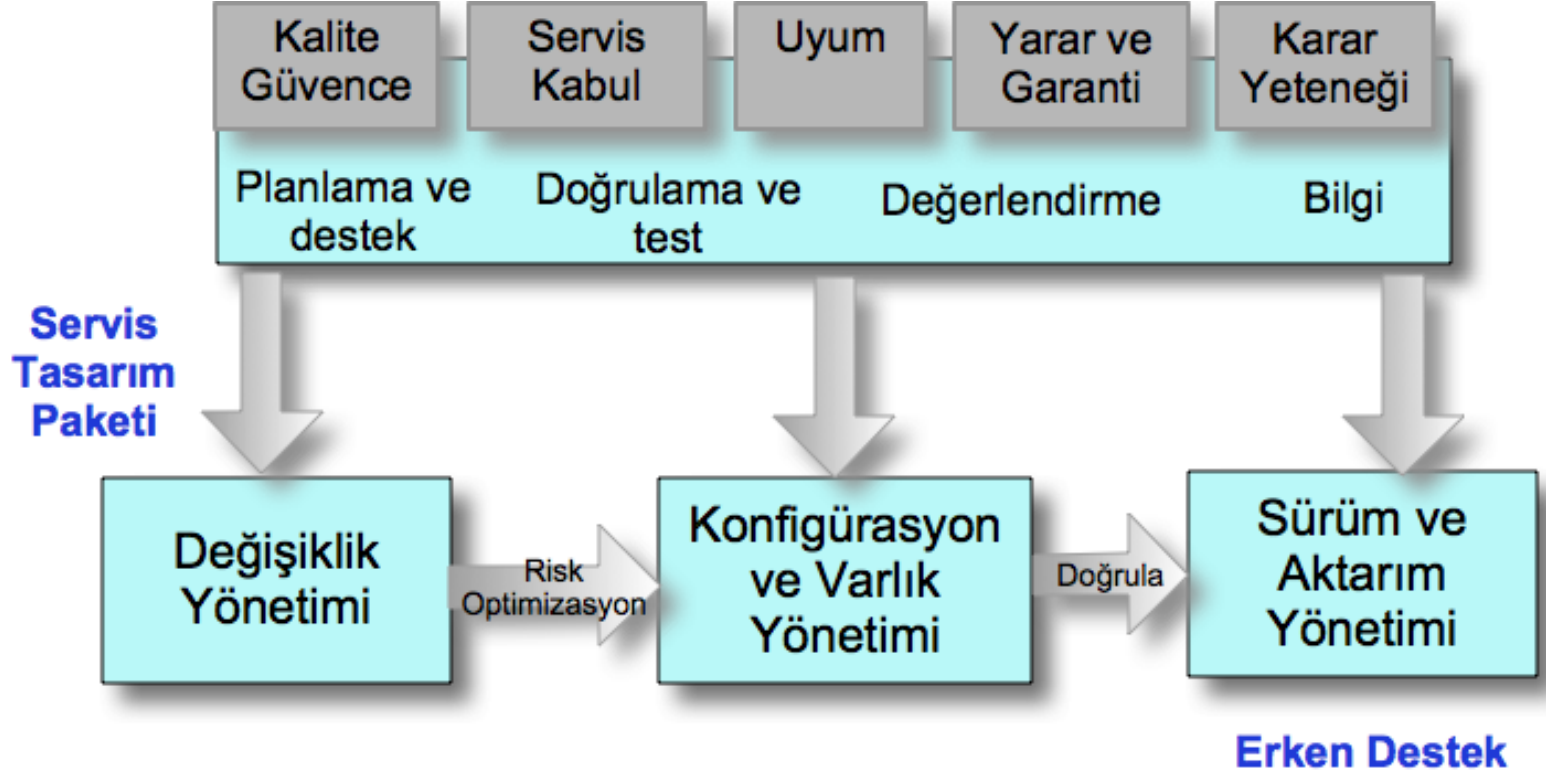 Kalite
Güvence
Servis
Kabul
Uyum
Yarar ve
Garanti
Karar
Yeteneği
Planlama ve
destek
Doğrulama ve
test
Değerlendirme
Bilgi
Servis
Tasarım
Paketi
Değişiklik
Yönetimi
Risk
Optimizasyon
Konfigürasyon
ve Varlık
Yönetimi
Doğrula
Sürüm ve
Aktarım
Yönetimi
Erken Destek